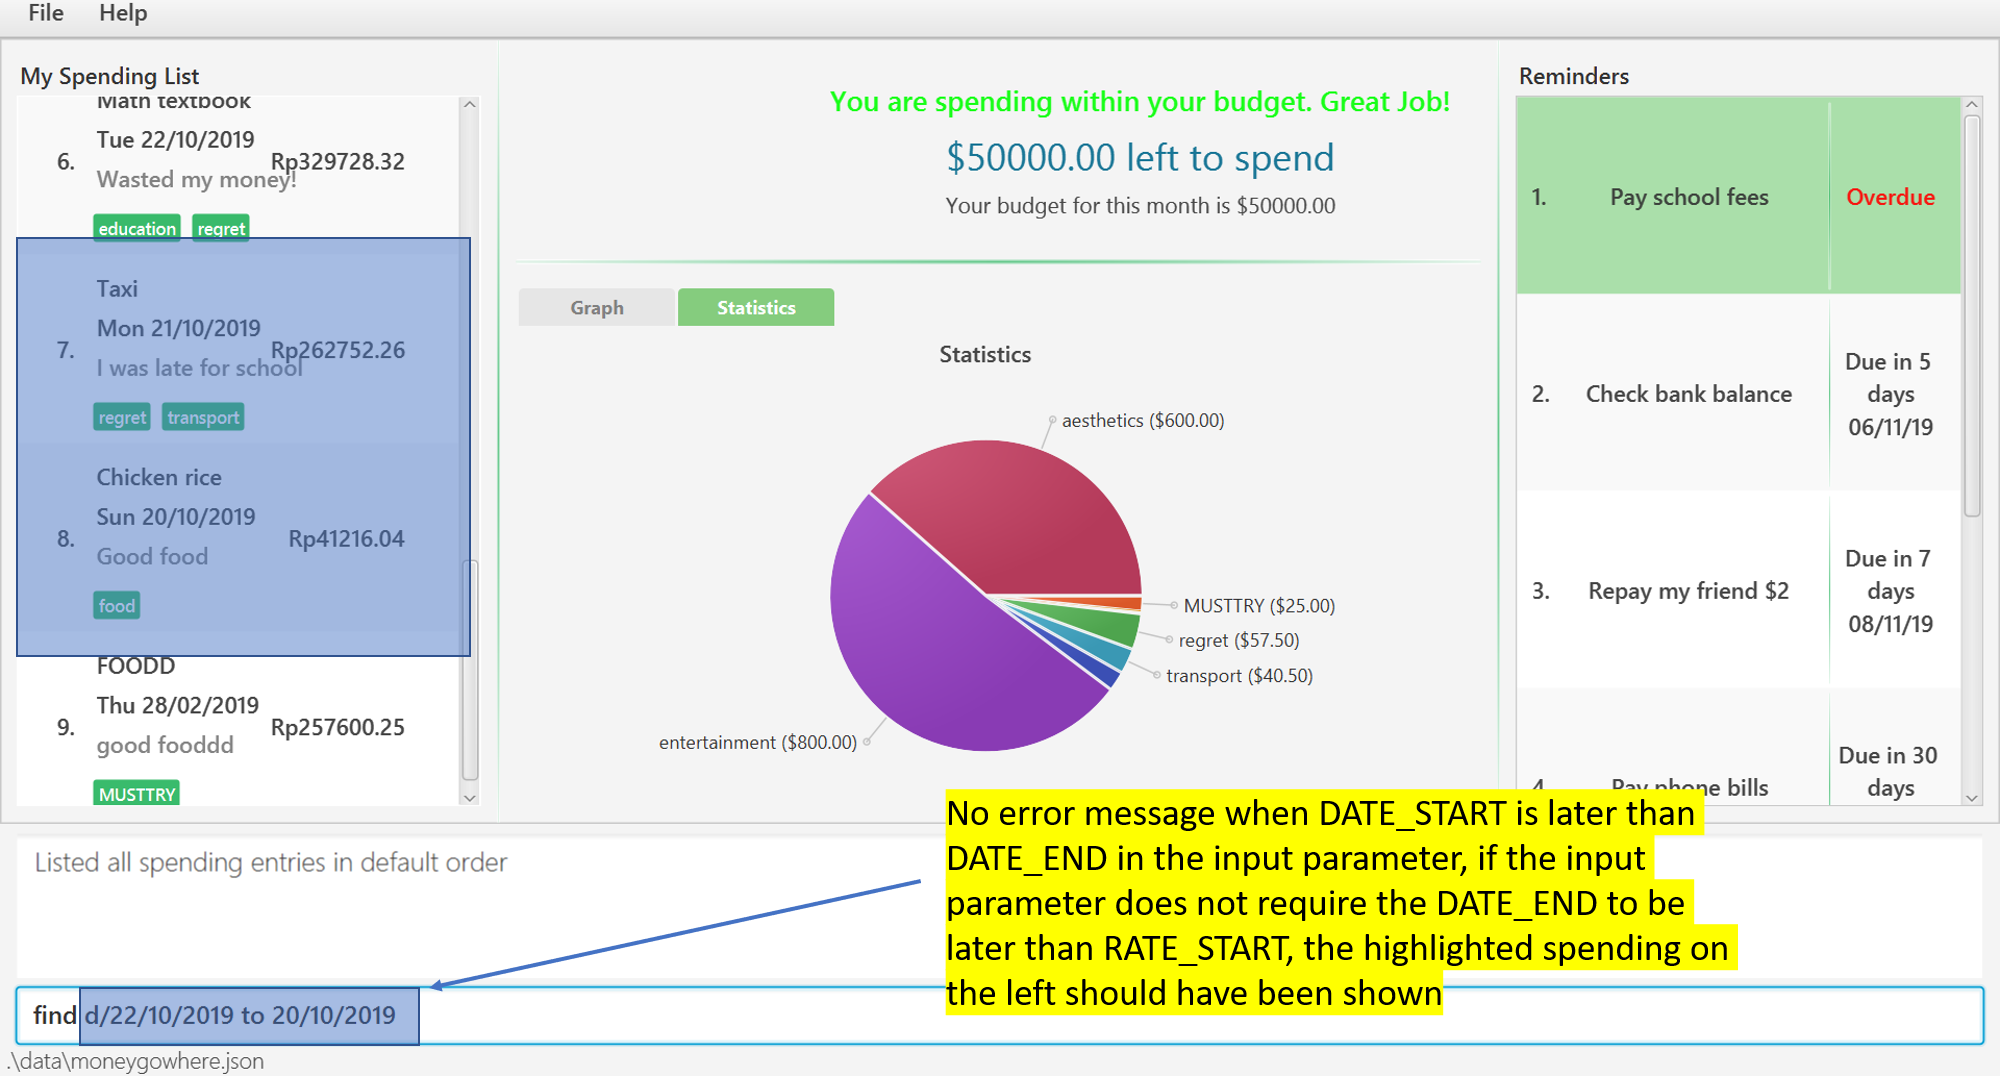 File Help
My Spending List
Math textbook
Tue 22/10/2019
6. Rp329728.32
Wasted my money!
education regret
Taxi
Mon 21/10/2019
7. Rp262752.26
I was late for school
regret transport
Chicken rice
Sun 20/10/2019
8. Rp41216.04
Good food
food
FOODD
Thu 28/02/2019
9. Rp257600.25
good fooddd
MUSTTRY
You are spending within your budget. Great Job!
$50000.00 left to spend
Your budget for this month is $50000.00
Graph Statistics
Statistics
aesthetics ($600.00)
MUSTTRY ($25.00)
regret ($57.50)
transport ($40.50)
entertainment ($800.00)
Reminders
1. Pay school fees Overdue
Due in 5
2. Check bank balance days
06/11/19
Due in 7
3. Repay my friend $2 days
08/11/19
Due in 30
4. Pay phone bills days
No error message when DATE_START is later than
DATE_END in the input parameter, if the input
parameter does not require the DATE_END to be
later than RATE_START, the highlighted spending on
the left should have been shown
Listed all spending entries in default order
find d/22/10/2019 to 20/10/2019
.\data\moneygowhere.json